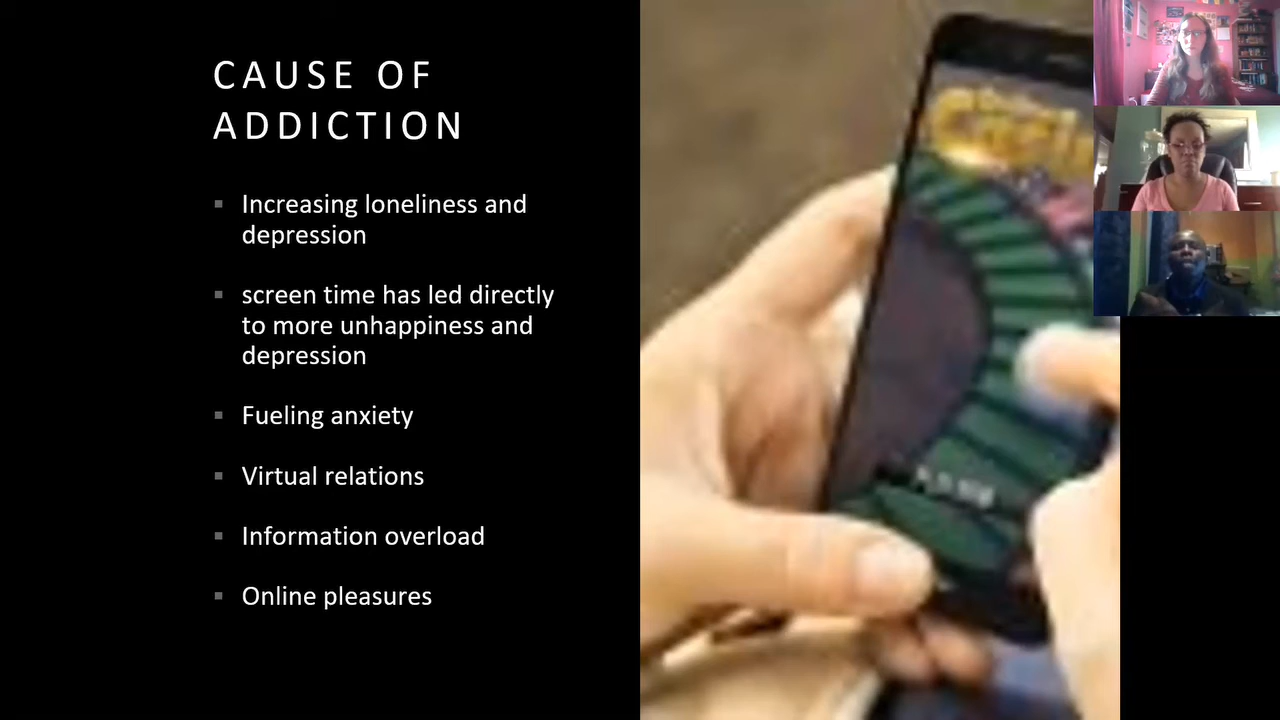 CAUSE OF
ADDICTION
Increasing loneliness and
depression
screen time has led directly
to more unhappiness and
depression
Fueling anxiety
Virtual relations
Information overload
Online pleasures